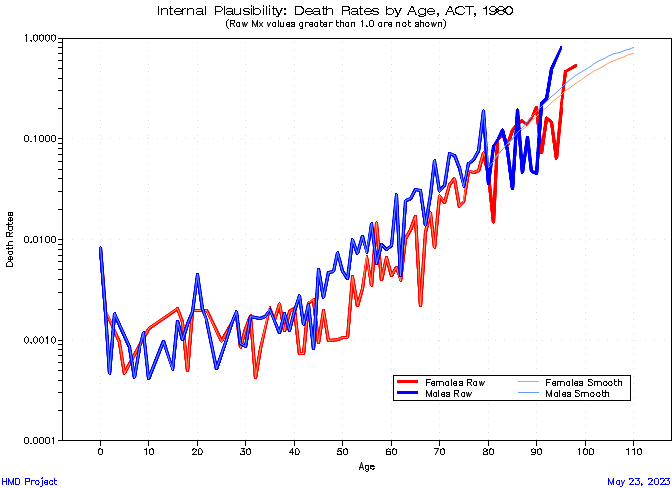 Internal Plausibility: Death Rates by Age, ACT, 1980
(Raw Mx values greater than 1.0 are not shown)
1.0000
0.1000
0.0100
0.0010
0.0001
Death Rates
0 10 20 30 40 50 60 70 80 90 100 110
Age
Females Raw Females Smooth
Males Raw Males Smooth
HMD Project May 23, 2023